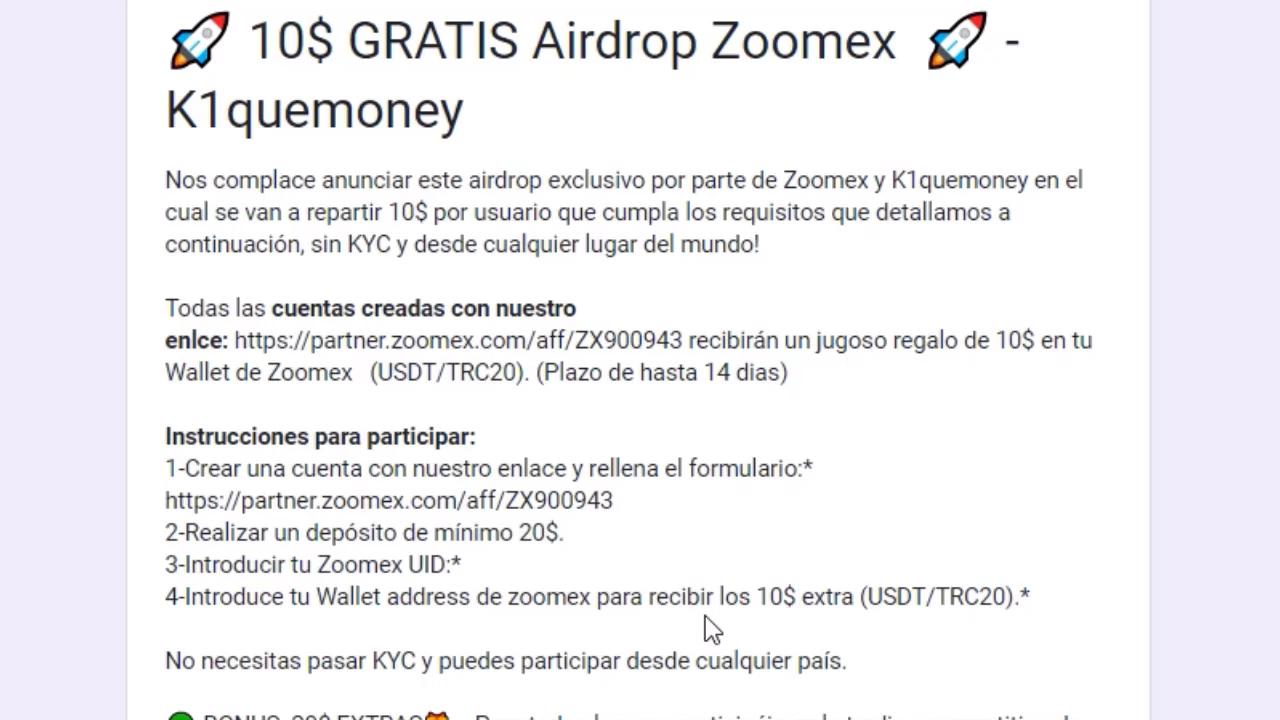 🚀 10$ GRATIS Airdrop Zoomex 🚀 -
K1quemoney
Nos complace anunciar este airdrop exclusivo por parte de Zoomex y K1quemoney en el
cual se van a repartir 10$ por usuario que cumpla los requisitos que detallamos a
continuación, sin KYC y desde cualquier lugar del mundo!
Todas las cuentas creadas con nuestro
enlce: https://partner.zoomex.com/aff/ZX900943 recibirán un jugoso regalo de 10$ en tu
Wallet de Zoomex (USDT/TRC20). (Plazo de hasta 14 dias)
Instrucciones para participar:
1-Crear una cuenta con nuestro enlace y rellena el formulario:*
https://partner.zoomex.com/aff/ZX900943
2-Realizar un depósito de mínimo 20$.
3-Introducir tu Zoomex UID:*
4-Introduce tu Wallet address de zoomex para recibir los 10$ extra (USDT/TRC20).*
No necesitas pasar KYC y puedes participar desde cualquier país.